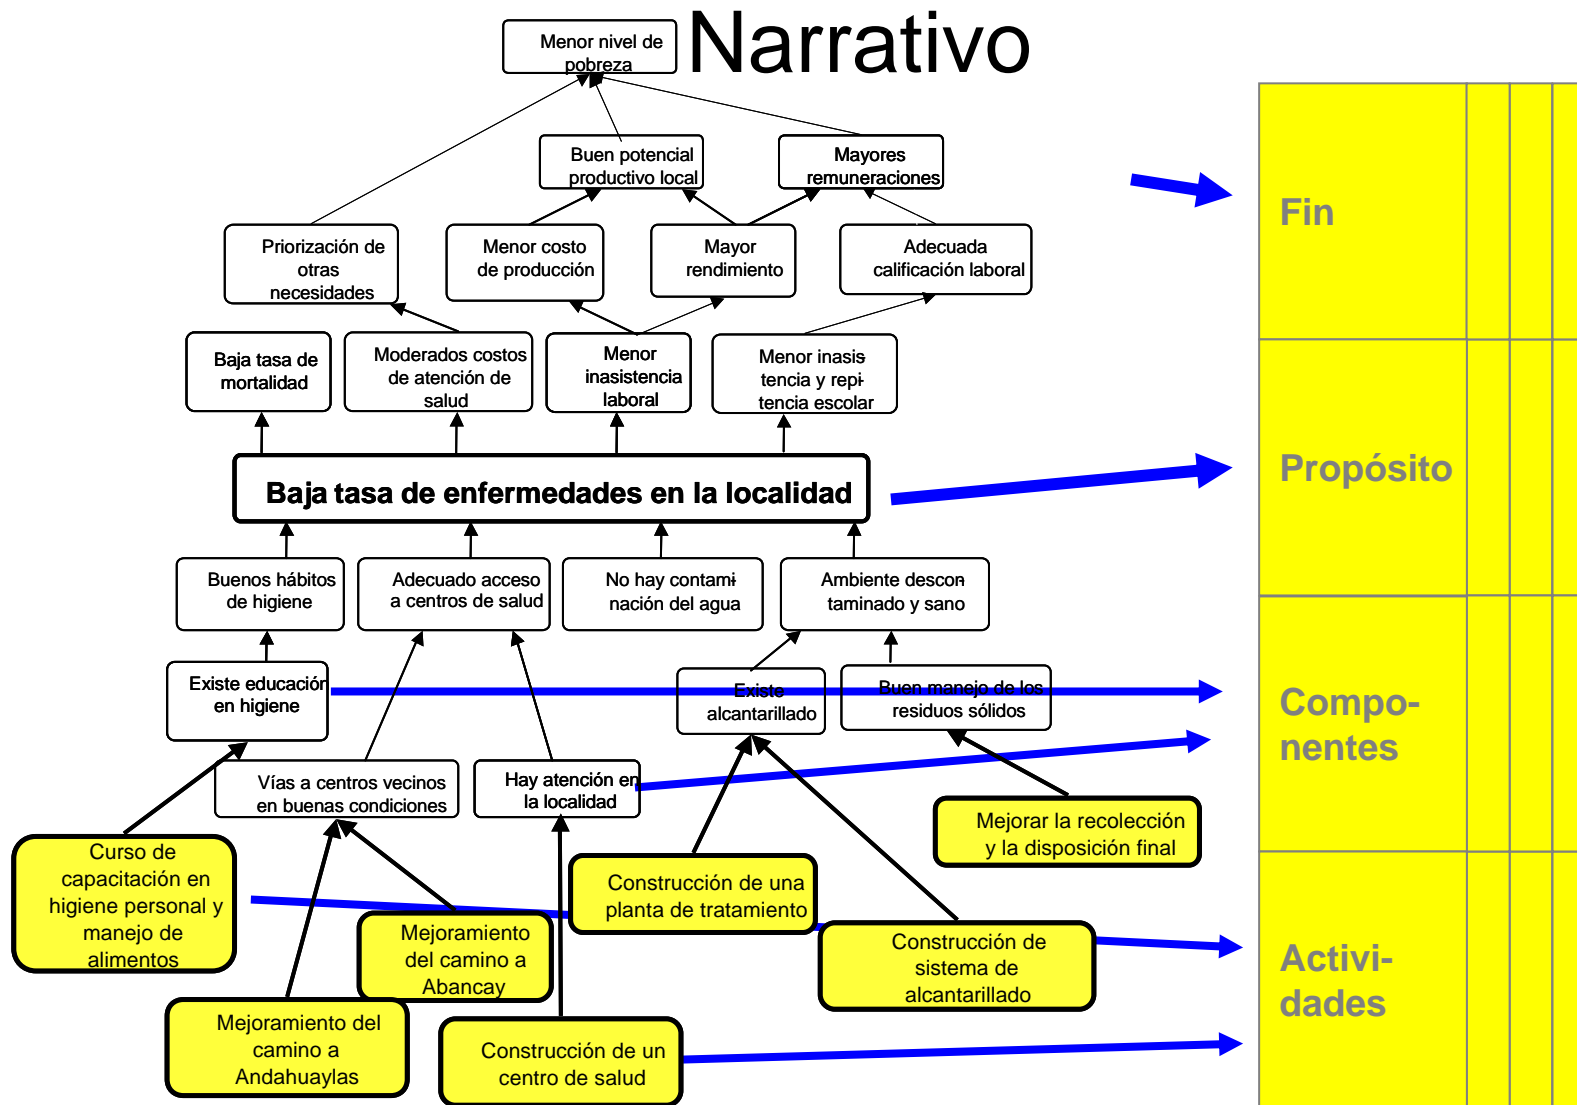 Narrativo
Menor nivel de
pobreza
Buen potencial
productivo local
Mayores
remuneraciones
Fin
Priorización de
otras
necesidades
Menor costo
de producción
Mayor
rendimiento
Adecuada
calificación laboral
Baja tasa de
mortalidad
Moderados costos
de atención de
salud
Menor
inasistencia
laboral
Menor inasis-
tencia y repi-
tencia escolar
Baja tasa de enfermedades en la localidad
Propósito
Buenos hábitos
de higiene
Adecuado acceso
a centros de salud
No hay contami-
nación del agua
Ambiente descon-
taminado y sano
Existe educación
en higiene
Existe
alcantarillado
Buen manejo de los
residuos sólidos
Compo-
nentes
Vías a centros vecinos
en buenas condiciones
Hay atención en
la localidad
Mejorar la recolección
y la disposición final
Curso de
capacitación en
higiene personal y
manejo de
alimentos
Construcción de una
planta de tratamiento
Mejoramiento
del camino a
Abancay
Construcción de
sistema de
alcantarillado
Activi-
dades
Mejoramiento del
camino a
Andahuaylas
Construcción de un
centro de salud